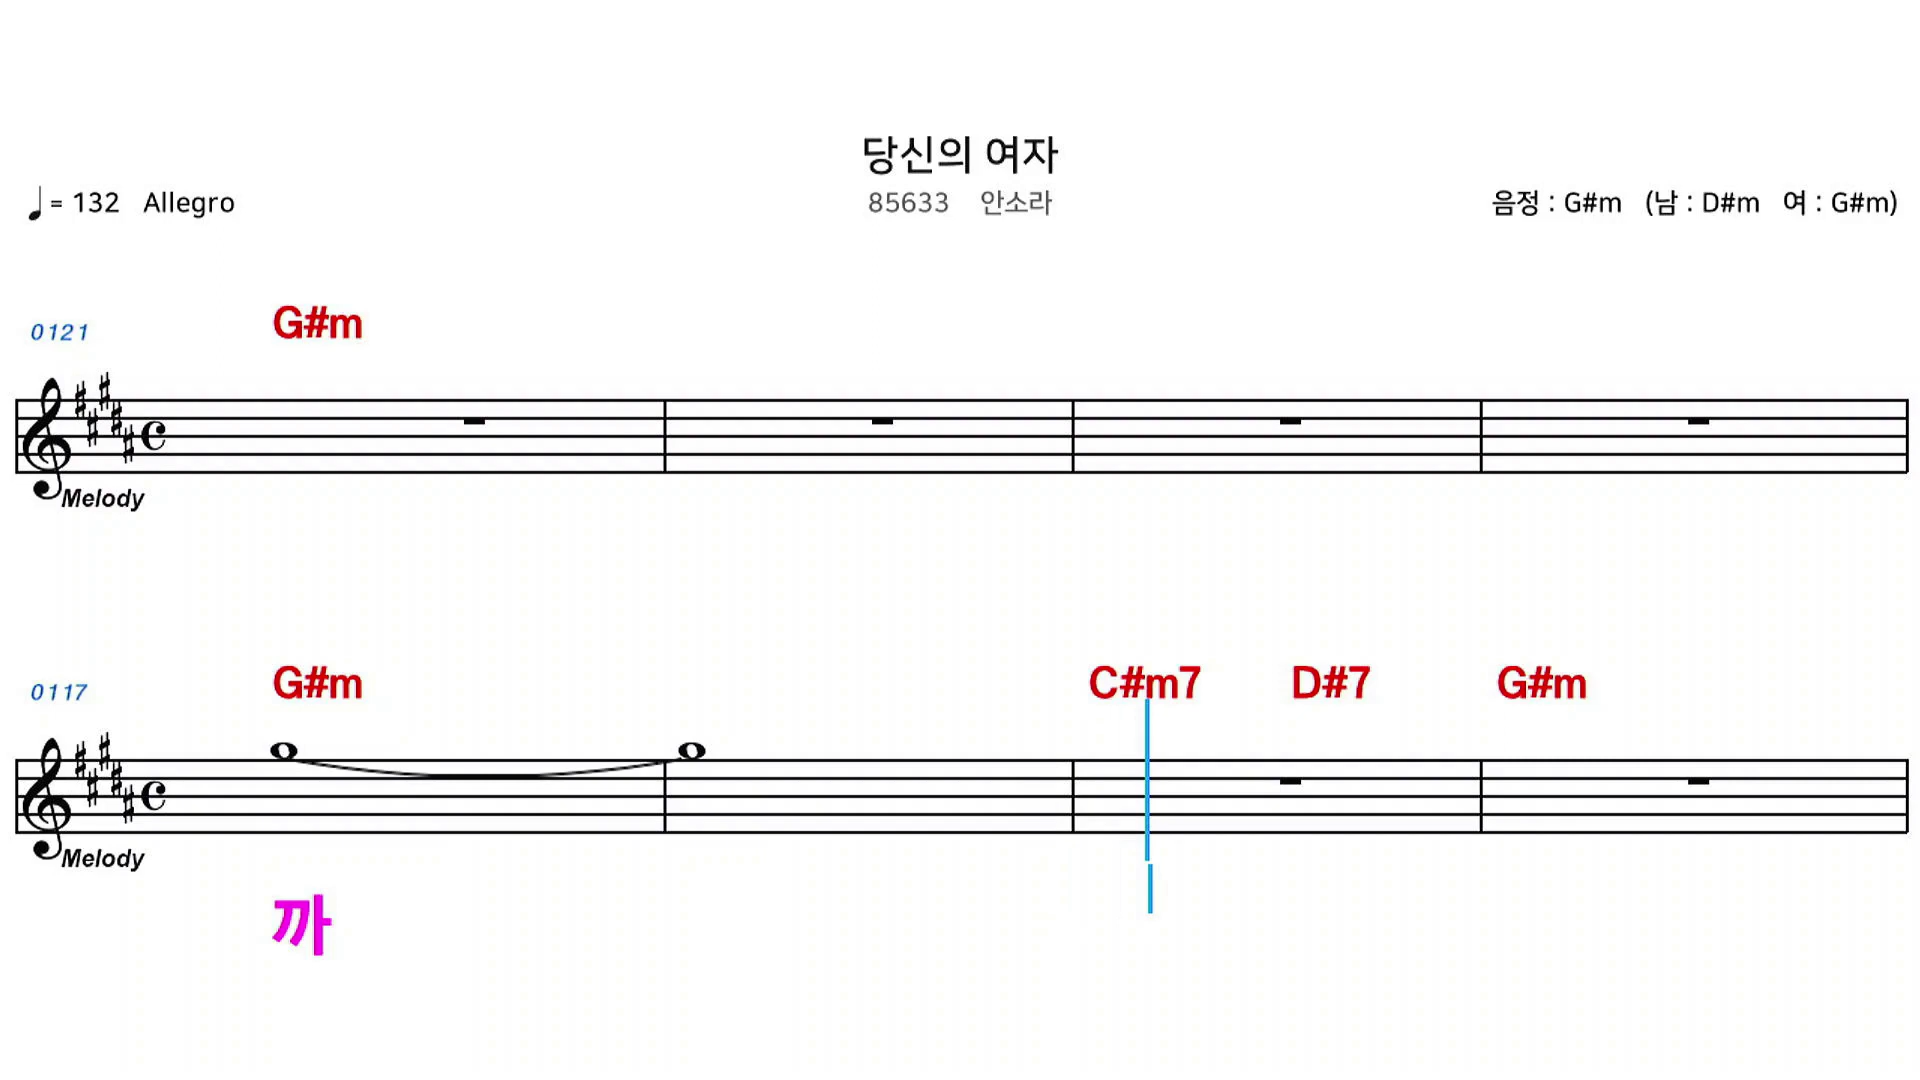 당신의 여자
♩ = 132 Allegro
85633 안소라
음정 : G#m (남 : D#m 여 : G#m)
0121
G#m
Melody
0117
G#m C#m7 D#7 G#m
Melody
까